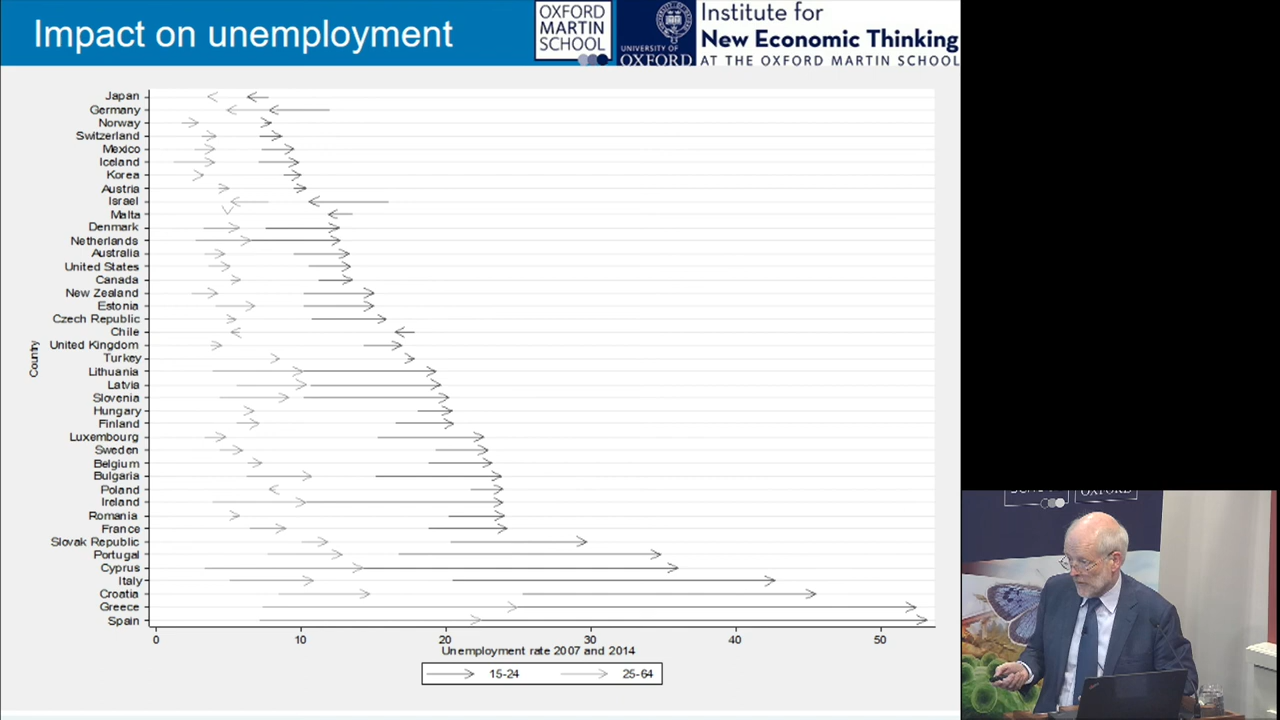 Impact on unemployment
OXFORD
MARTIN
SCHOOL
UNIVERSITY OF
OXFORD
Institute for
New Economic Thinking
AT THE OXFORD MARTIN SCHOOL
Japan
Germany
Norway
Switzerland
Mexico
Iceland
Korea
Austria
Israel
Malta
Denmark
Netherlands
Australia
United States
Canada
New Zealand
Estonia
Czech Republic
Chile
United Kingdom
Turkey
Lithuania
Latvia
Slovenia
Hungary
Finland
Luxembourg
Sweden
Belgium
Bulgaria
Poland
Ireland
Romania
France
Slovak Republic
Portugal
Cyprus
Italy
Croatia
Greece
Spain
Country
0 10 20 30 40 50
Unemployment rate 2007 and 2014
15-24 25-64
OXFORD